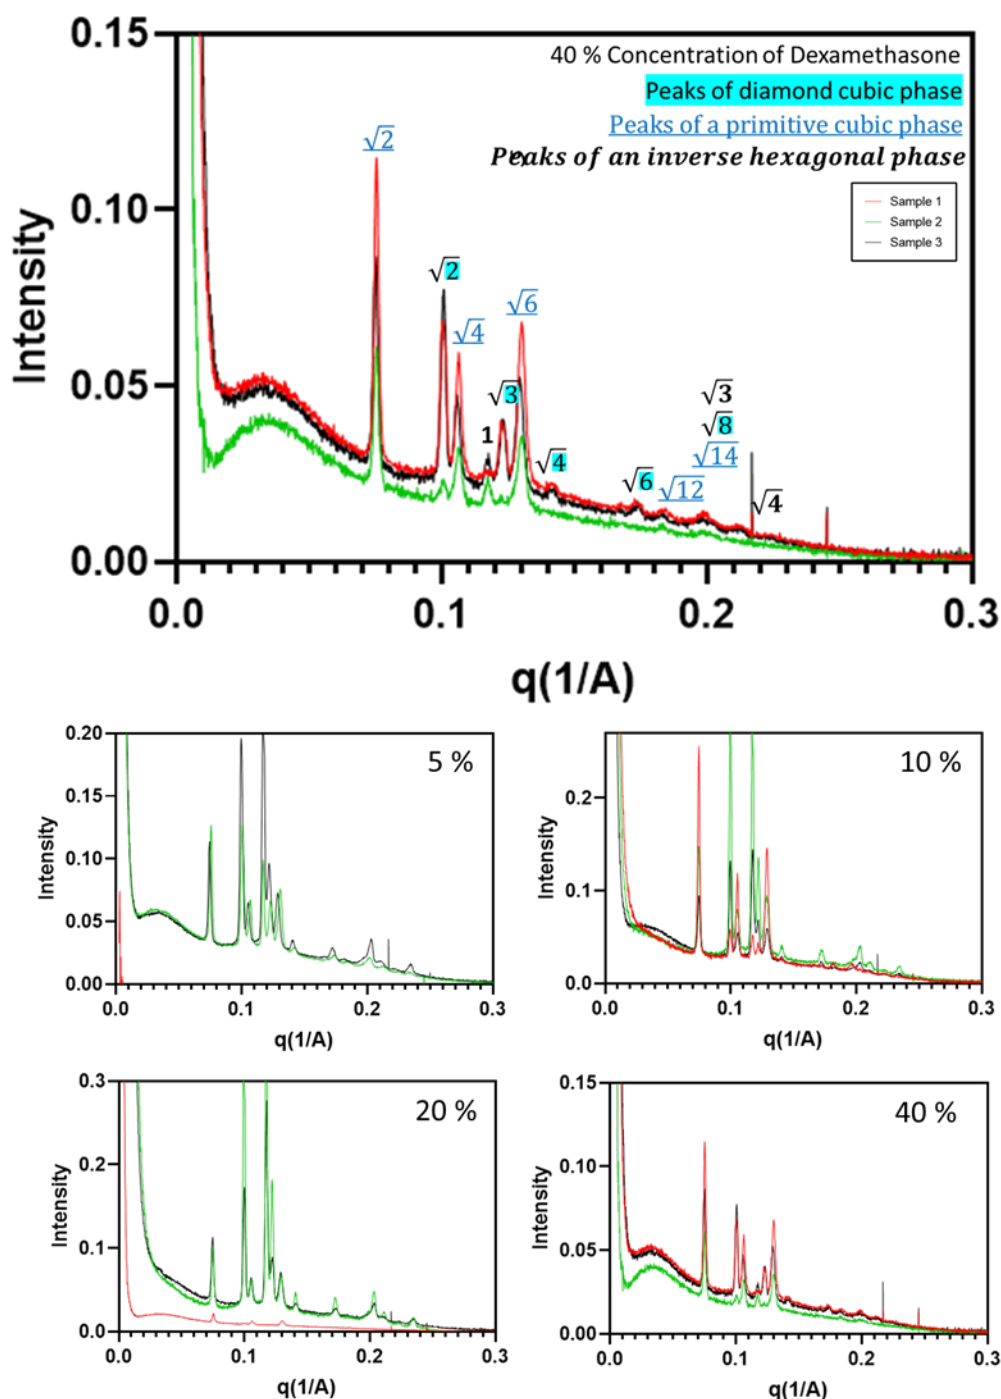 40 % Concentration of Dexamethasone
Peaks of diamond cubic phase
Peaks of a primitive cubic phase
Peaks of an inverse hexagonal phase
Sample 1
Sample 2
Sample 3
Intensity
0.15
0.10
0.05
0.00
√2
√2
√4
1
√3
√6
√4
√6
√12
√3
√8
√14
√4
0.0 0.1 0.2 0.3
q(1/A)
5 %
Intensity
0.20
0.15
0.10
0.05
0.00
0.0 0.1 0.2 0.3
q(1/A)
10 %
Intensity
0.2
0.1
0.0
0.0 0.1 0.2 0.3
q(1/A)
20 %
Intensity
0.3
0.2
0.1
0.0
0.0 0.1 0.2 0.3
q(1/A)
40 %
Intensity
0.15
0.10
0.05
0.00
0.0 0.1 0.2 0.3
q(1/A)